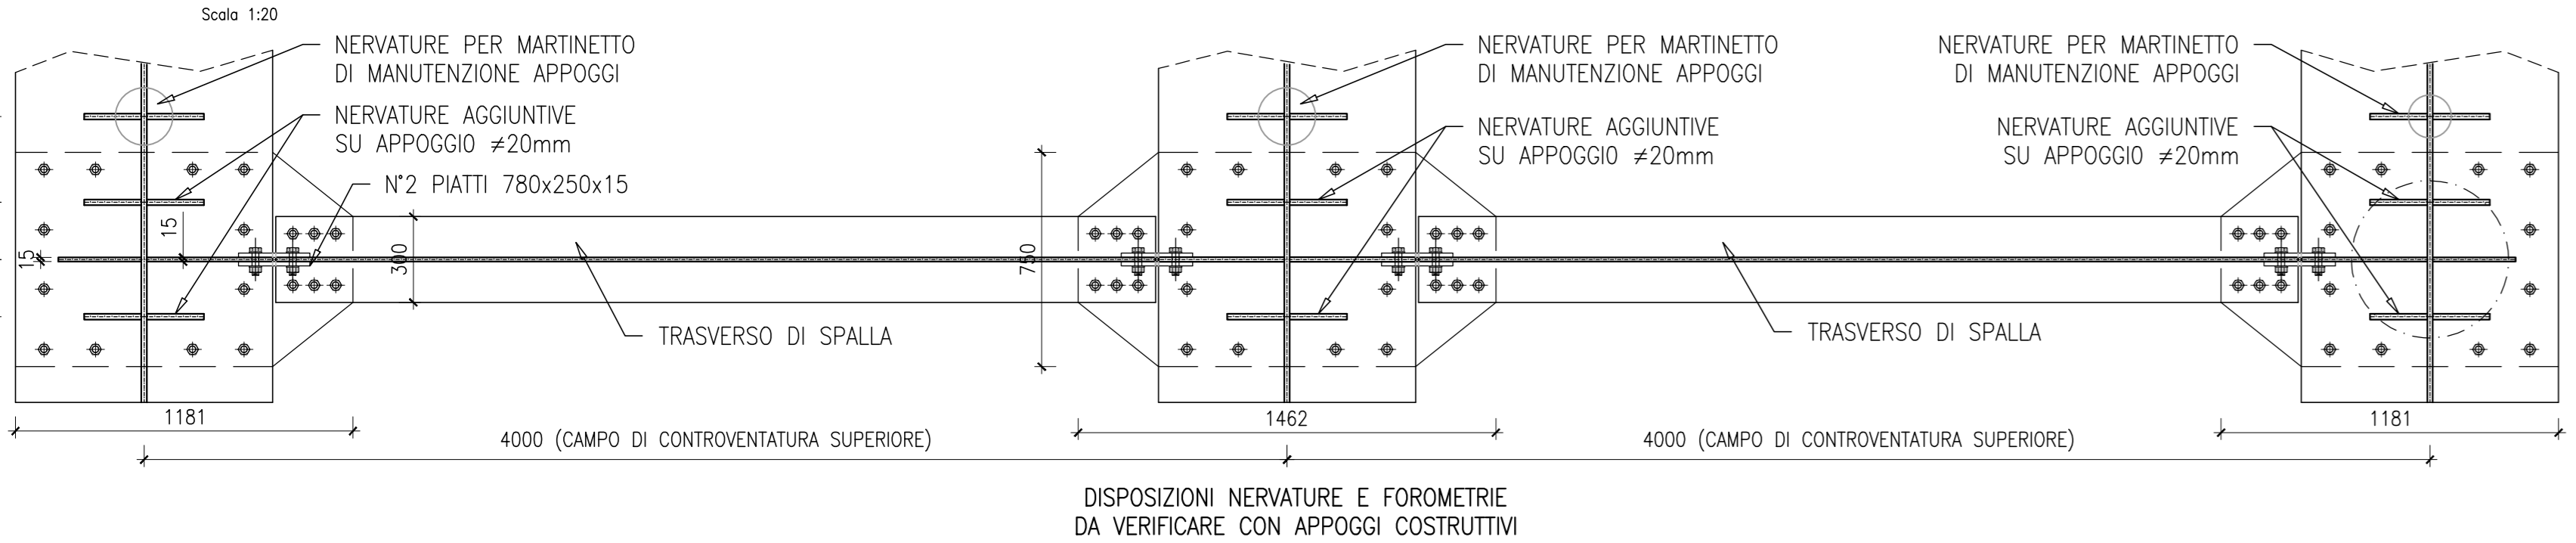 Scala 1:20
NERVATURE PER MARTINETTO
DI MANUTENZIONE APPOGGI
NERVATURE AGGIUNTIVE
SU APPOGGIO ≠20mm
N°2 PIATTI 780x250x15
15
15
300
TRASVERSO DI SPALLA
1181
4000 (CAMPO DI CONTROVENTATURA SUPERIORE)
NERVATURE PER MARTINETTO
DI MANUTENZIONE APPOGGI
NERVATURE AGGIUNTIVE
SU APPOGGIO ≠20mm
750
1462
NERVATURE PER MARTINETTO
DI MANUTENZIONE APPOGGI
NERVATURE AGGIUNTIVE
SU APPOGGIO ≠20mm
TRASVERSO DI SPALLA
1181
4000 (CAMPO DI CONTROVENTATURA SUPERIORE)
DISPOSIZIONI NERVATURE E FOROMETRIE
DA VERIFICARE CON APPOGGI COSTRUTTIVI